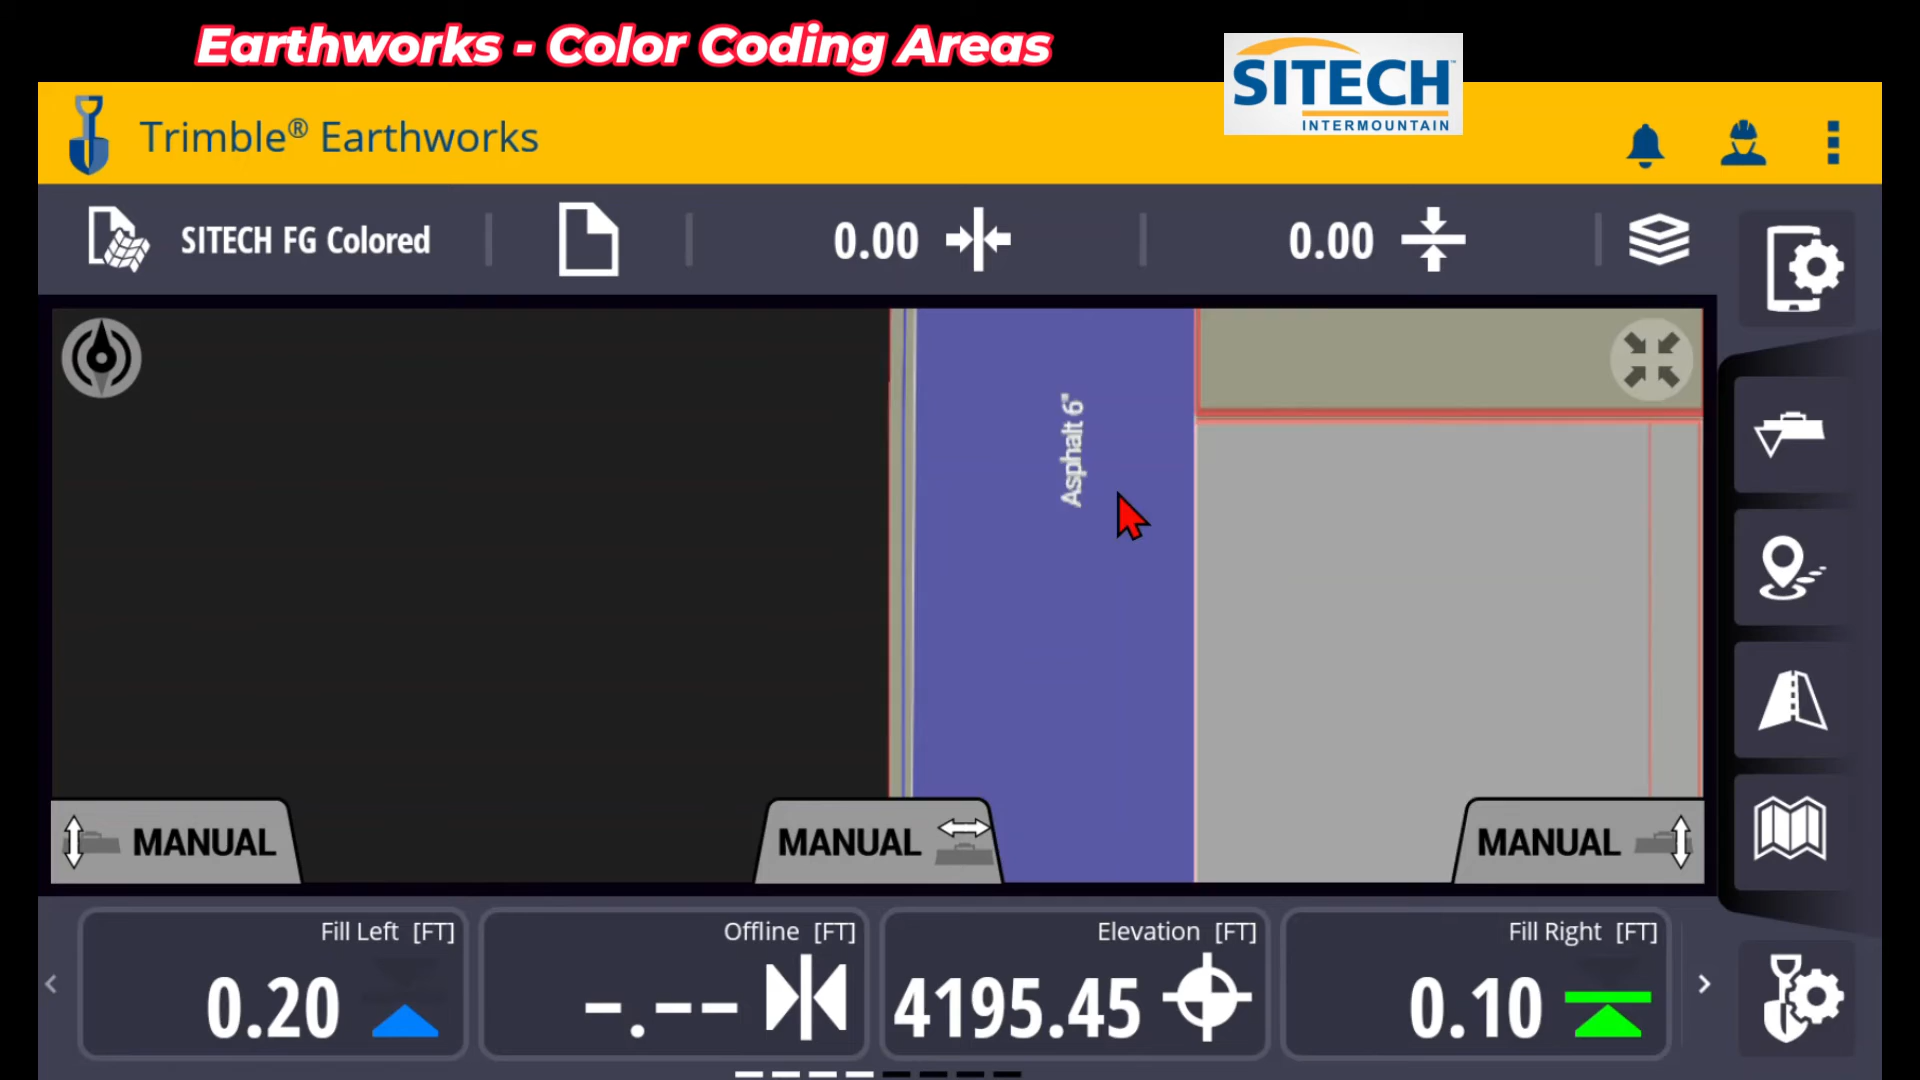 Earthworks - Color Coding Areas
SITECH
INTERMOUNTAIN
Trimble® Earthworks
SITECH FG Colored
0.00
0.00
Asphalt 6"
MANUAL
MANUAL
MANUAL
Fill Left [FT]
0.20
Offline [FT]
-.--
Elevation [FT]
4195.45
Fill Right [FT]
0.10